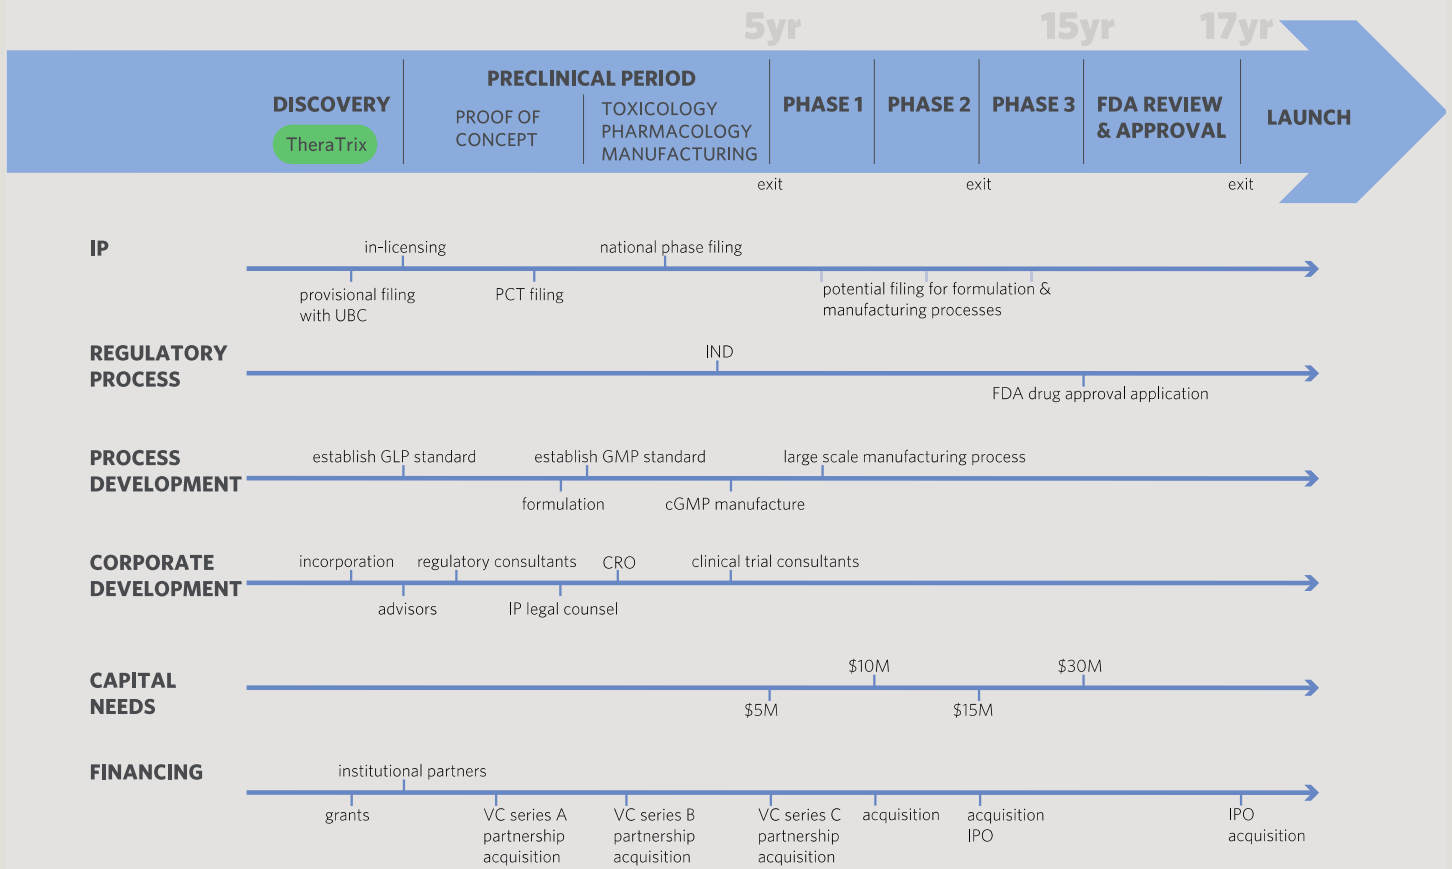 5yr
15yr
17yr
DISCOVERY
TheraTrix
PRECLINICAL PERIOD
PROOF OF
CONCEPT
TOXICOLOGY
PHARMACOLOGY
MANUFACTURING
PHASE 1
PHASE 2
PHASE 3
FDA REVIEW
& APPROVAL
LAUNCH
exit
exit
exit
IP
in-licensing
national phase filing
provisional filing
with UBC
PCT filing
potential filing for formulation &
manufacturing processes
REGULATORY
PROCESS
IND
FDA drug approval application
PROCESS
DEVELOPMENT
establish GLP standard
establish GMP standard
large scale manufacturing process
formulation
cGMP manufacture
CORPORATE
DEVELOPMENT
incorporation
regulatory consultants
CRO
clinical trial consultants
advisors
IP legal counsel
CAPITAL
NEEDS
$10M
$30M
$5M
$15M
FINANCING
institutional partners
grants
VC series A
partnership
acquisition
VC series B
partnership
acquisition
VC series C
partnership
acquisition
acquisition
acquisition
IPO
IPO
acquisition